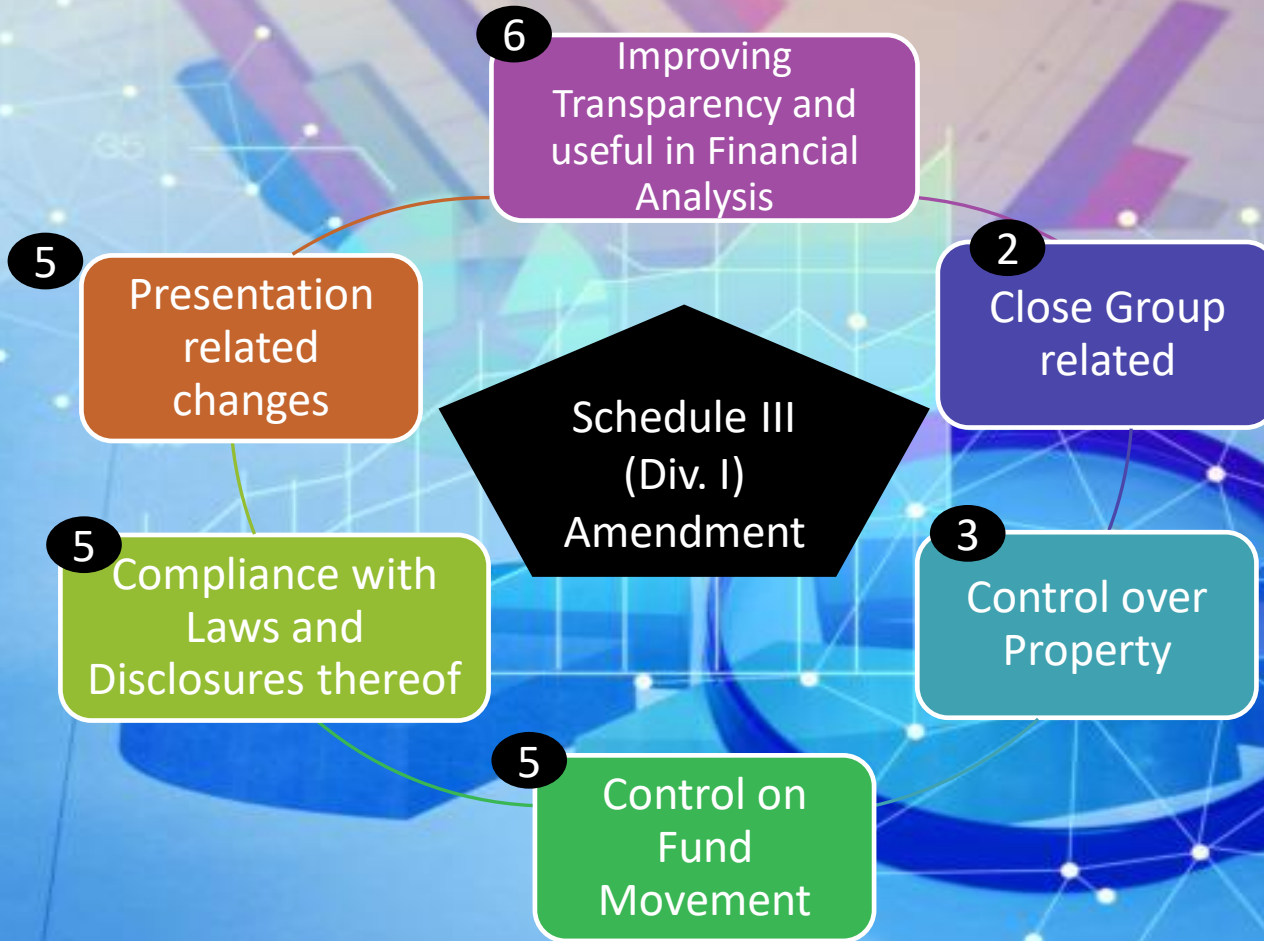 6
Improving
Transparency and
useful in Financial
Analysis
2
Close Group
related
3
Control over
Property
5
Control on
Fund
Movement
5
Compliance with
Laws and
Disclosures thereof
5
Presentation
related
changes
Schedule III
(Div. I)
Amendment